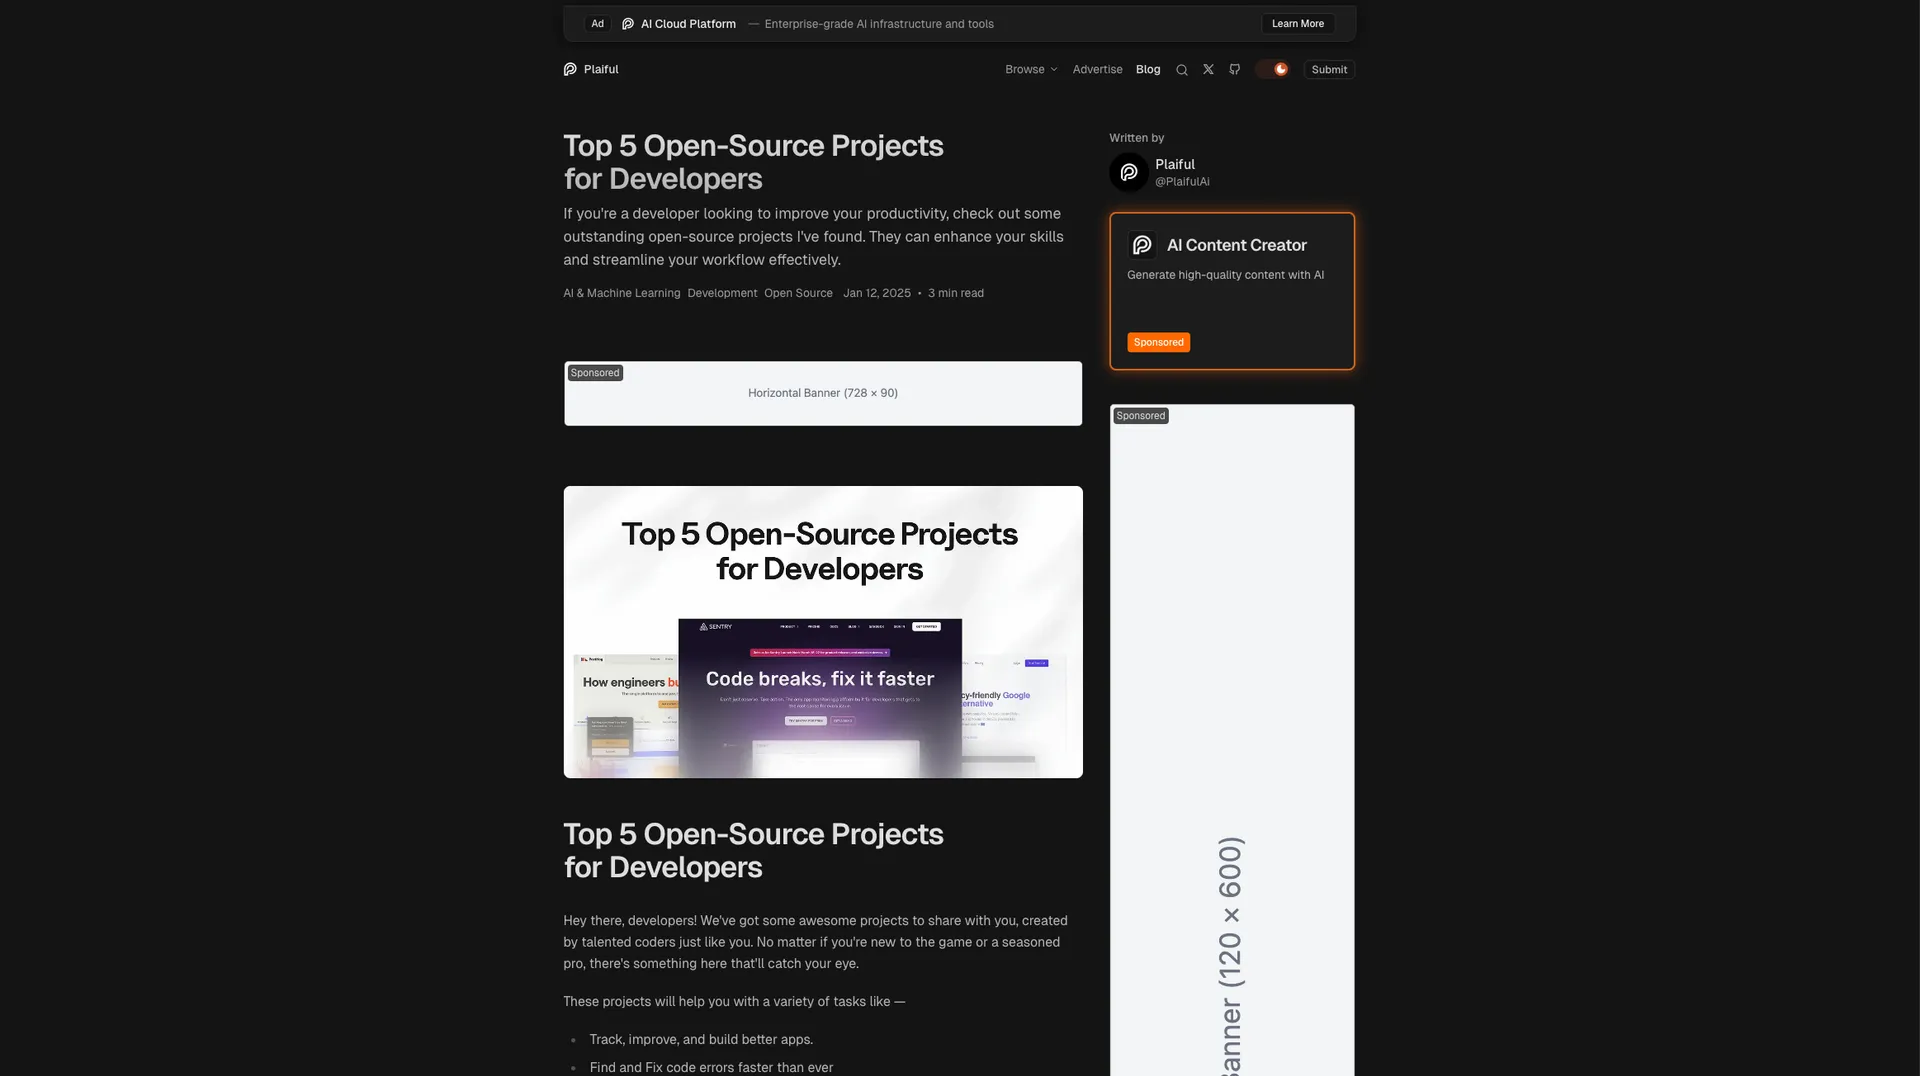 Ad
AI Cloud Platform — Enterprise-grade AI infrastructure and tools
Learn More
Plaiful
Browse
Advertise
Blog
Submit
Top 5 Open-Source Projects
for Developers
If you're a developer looking to improve your productivity, check out some
outstanding open-source projects I've found. They can enhance your skills
and streamline your workflow effectively.
AI & Machine Learning Development Open Source Jan 12, 2025 • 3 min read
Sponsored
Horizontal Banner (728 × 90)
Top 5 Open-Source Projects
for Developers
SENTRY
Code breaks, fix it faster
How engineers bu
cy-friendly Google
ternative
Top 5 Open-Source Projects
for Developers
Hey there, developers! We've got some awesome projects to share with you, created
by talented coders just like you. No matter if you're new to the game or a seasoned
pro, there's something here that'll catch your eye.
These projects will help you with a variety of tasks like —
• Track, improve, and build better apps.
• Find and Fix code errors faster than ever
Written by
Plaiful
@PlaifulAi
AI Content Creator
Generate high-quality content with AI
Sponsored
Sponsored
Banner (120 × 600)